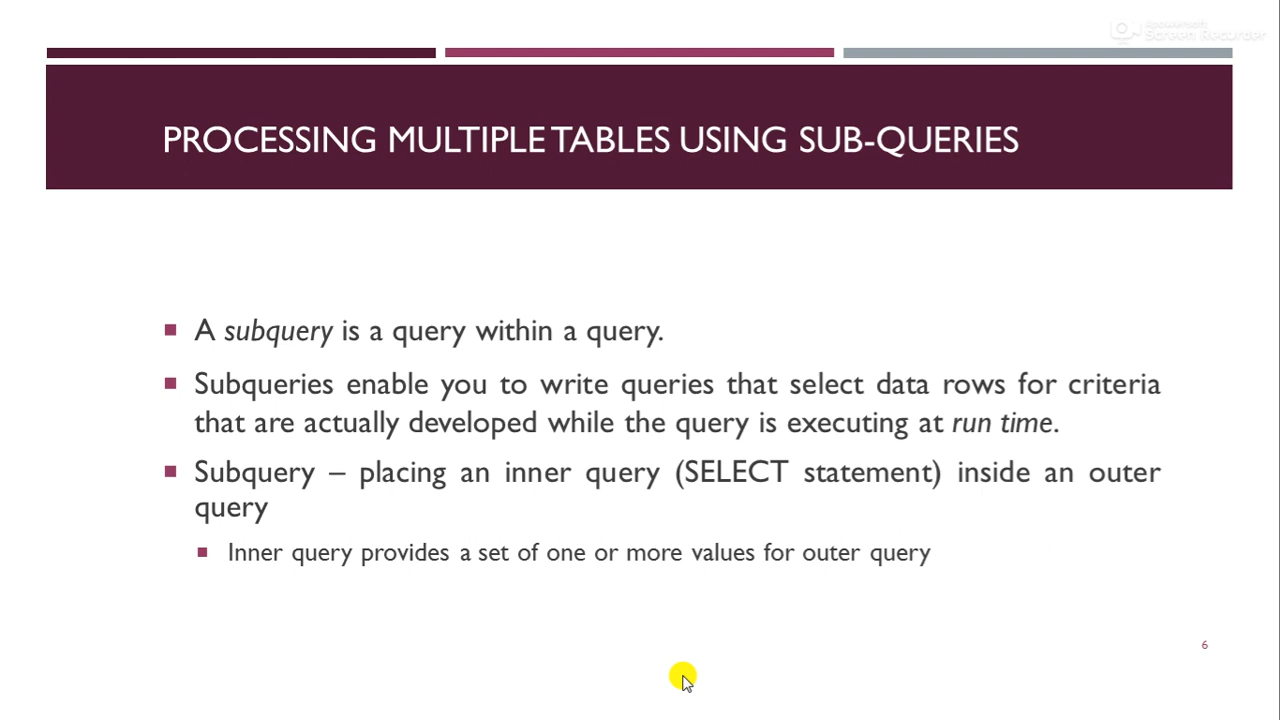 Apowersoft
Screen Recorder
PROCESSING MULTIPLE TABLES USING SUB-QUERIES
A subquery is a query within a query.
Subqueries enable you to write queries that select data rows for criteria
that are actually developed while the query is executing at run time.
Subquery – placing an inner query (SELECT statement) inside an outer
query
Inner query provides a set of one or more values for outer query
6